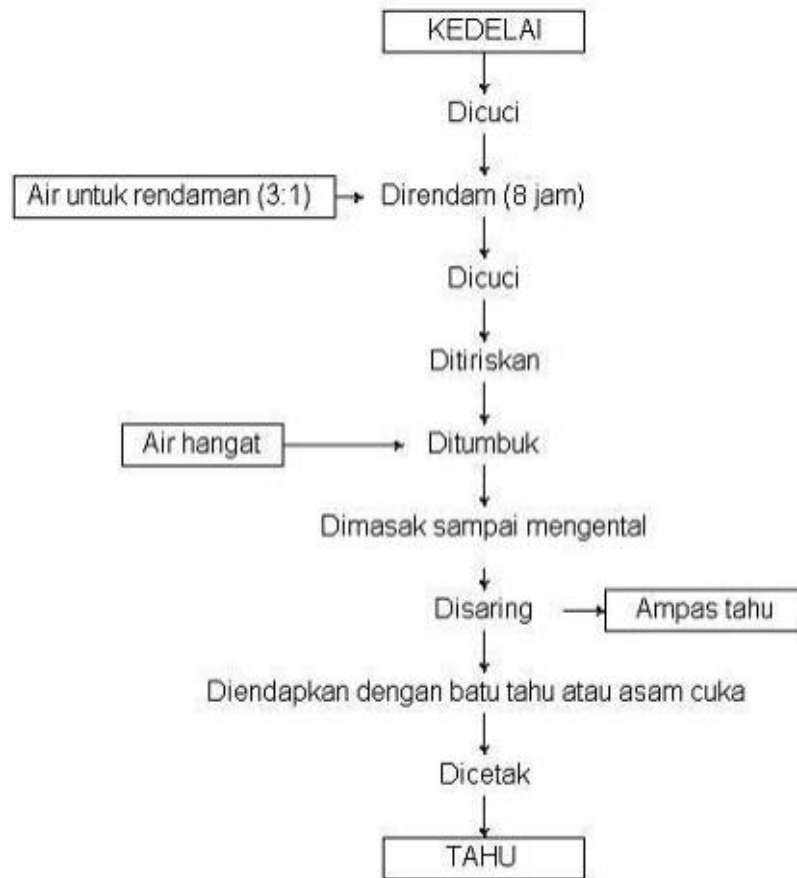 KEDELAI
Dicuci
Air untuk rendaman (3:1)
Direndam (8 jam)
Dicuci
Ditiriskan
Air hangat
Ditumbuk
Dimasak sampai mengental
Disaring
Ampas tahu
Diendapkan dengan batu tahu atau asam cuka
Dicetak
TAHU